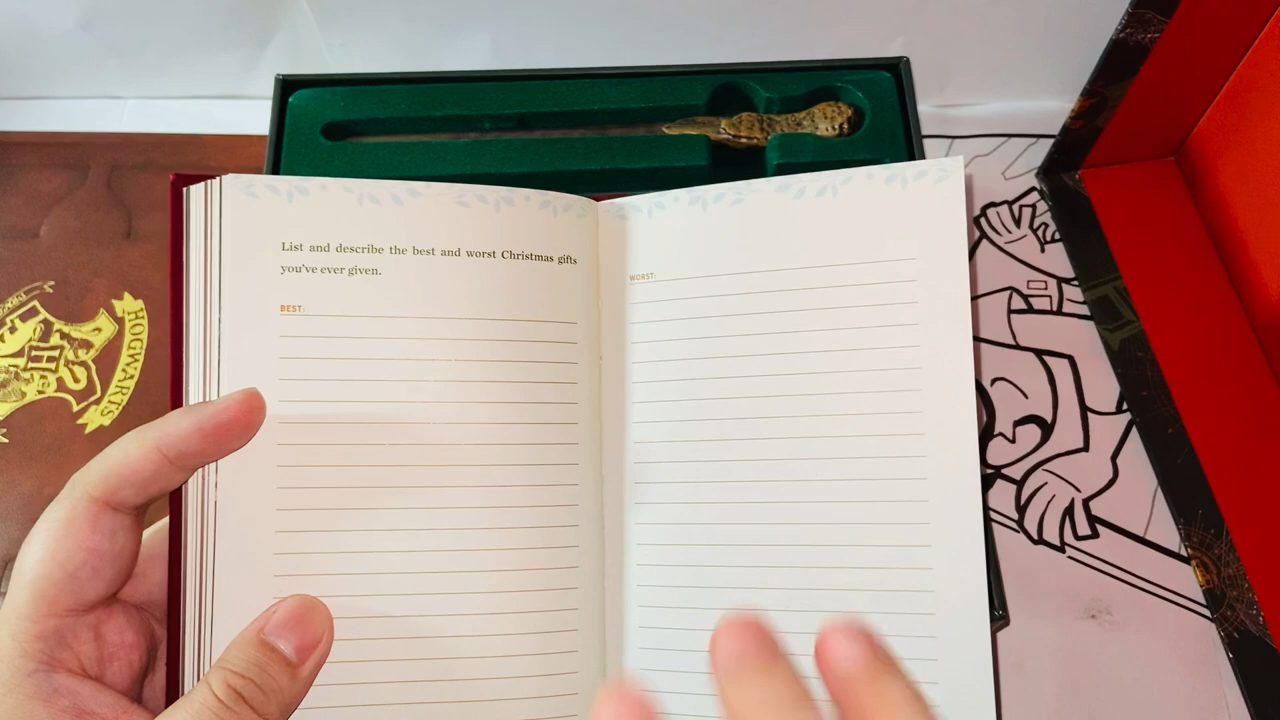 List and describe the best and worst Christmas gifts
you've ever given.
BEST:
WORST:
HOGWARTS
H